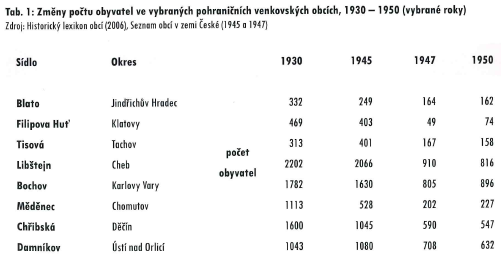 Tab. 1: Změny počtu obyvatel ve vybraných pohraničních venkovských obcích, 1930 – 1950 (vybrané roky)
Zdroj: Historický lexikon obcí (2006), Seznam obcí v zemi České (1945 a 1947)
Sídlo Okres 1930 1945 1947 1950
Blato Jindřichův Hradec 332 249 164 162
Filipova Huť Klatovy 469 403 49 74
Tisová Tachov 313 401 167 158
počet
Libštejn Cheb 2202 2066 910 816
obyvatel
Bochov Karlovy Vary 1782 1630 805 896
Měděnec Chomutov 1113 528 202 227
Chřibská Děčín 1600 1045 590 547
Damníkov Ústí nad Orlicí 1043 1080 708 632